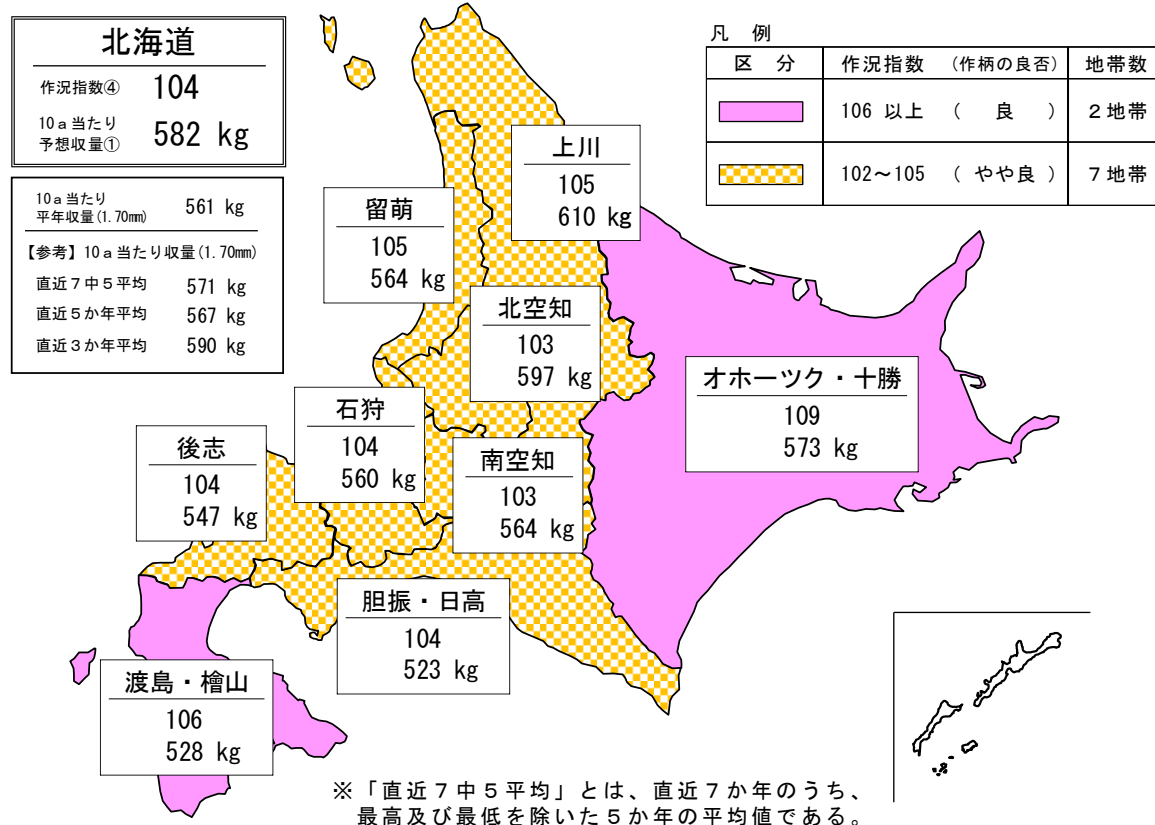 北海道
作況指数④ 104
10a当たり
予想収量① 582 kg
10a当たり
平年収量(1.70mm) 561 kg
【参考】10a当たり収量(1.70mm)
直近7中5平均 571 kg
直近5か年平均 567 kg
直近3か年平均 590 kg
凡 例
区 分 作況指数 (作柄の良否) 地帯数
106 以上 ( 良 ) 2地帯
102~105 ( やや良 ) 7地帯
上川
105
610 kg
留萌
105
564 kg
北空知
103
597 kg
オホーツク・十勝
109
573 kg
石狩
104
560 kg
後志
104
547 kg
南空知
103
564 kg
胆振・日高
104
523 kg
渡島・檜山
106
528 kg
※「直近7中5平均」とは、直近7か年のうち、
最高及び最低を除いた5か年の平均値である。